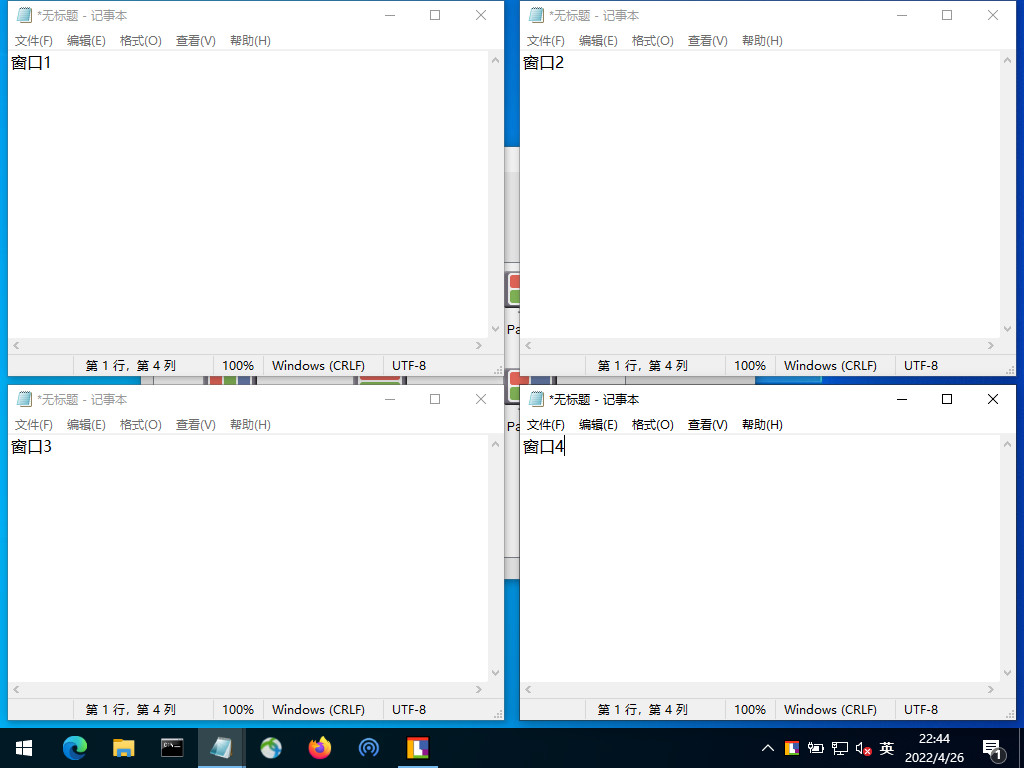 *无标题 - 记事本
文件(F) 编辑(E) 格式(O) 查看(V) 帮助(H)
窗口1
第 1 行，第 4 列 100% Windows (CRLF) UTF-8
*无标题 - 记事本
文件(F) 编辑(E) 格式(O) 查看(V) 帮助(H)
窗口2
第 1 行，第 4 列 100% Windows (CRLF) UTF-8
Pa
*无标题 - 记事本
文件(F) 编辑(E) 格式(O) 查看(V) 帮助(H)
窗口3
第 1 行，第 4 列 100% Windows (CRLF) UTF-8
*无标题 - 记事本
文件(F) 编辑(E) 格式(O) 查看(V) 帮助(H)
窗口4
第 1 行，第 4 列 100% Windows (CRLF) UTF-8
Pa
英
22:44
2022/4/26
1